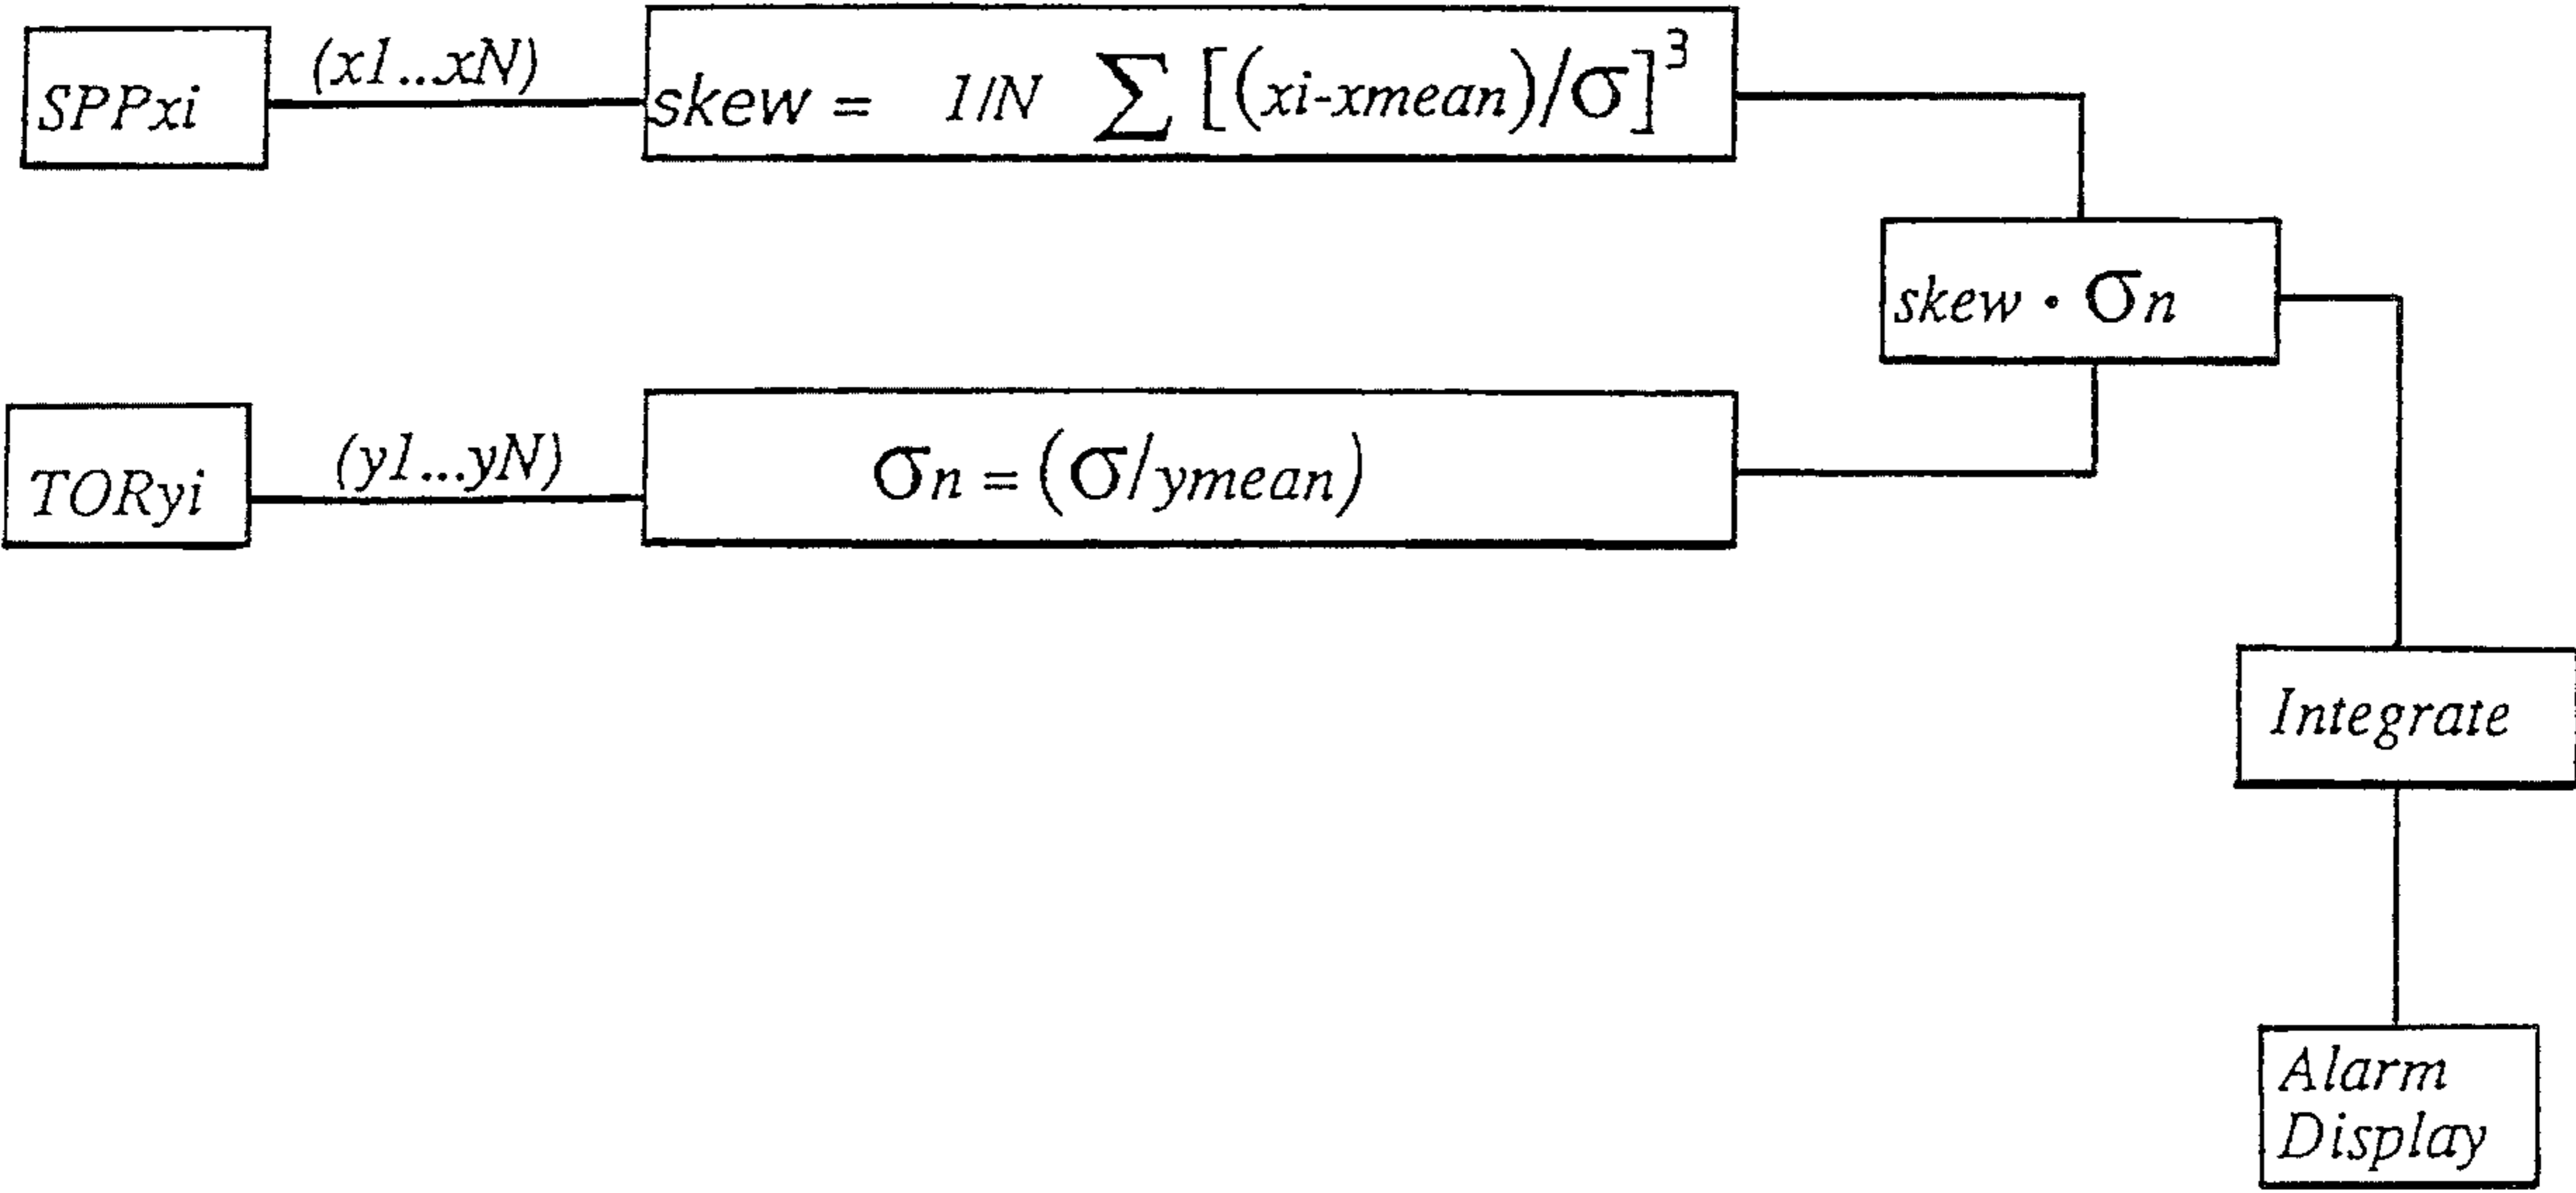 SPPxi
(x1..xN)
skew = 1/N ∑ [(xi-xmean)/σ]³
skew · σn
TORyi
(y1...yN)
σn = (σ/ymean)
Integrate
Alarm
Display